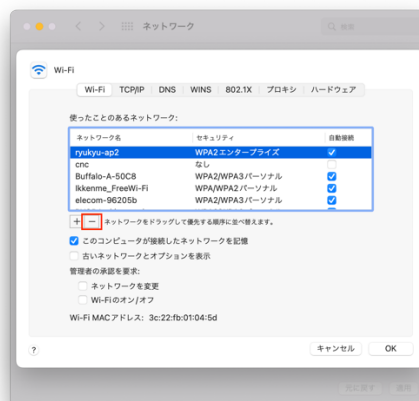 ネットワーク
検索
Wi-Fi
Wi-Fi TCP/IP DNS WINS 802.1X プロキシ ハードウェア
使ったことのあるネットワーク:
ネットワーク名 セキュリティ 自動接続
ryukyu-ap2 WPA2エンタープライズ
cnc なし
Buffalo-A-50C8 WPA2/WPA3パーソナル
Ikkenme_FreeWi-Fi WPA/WPA2パーソナル
elecom-96205b WPA2/WPA3パーソナル
+ − ネットワークをドラッグして優先する順序に並べ替えます。
このコンピュータが接続したネットワークを記憶
古いネットワークとオプションを表示
管理者の承認を要求:
ネットワークを変更
Wi-Fiのオン/オフ
Wi-Fi MACアドレス: 3c:22:fb:01:04:5d
? キャンセル OK
元に戻す 適用